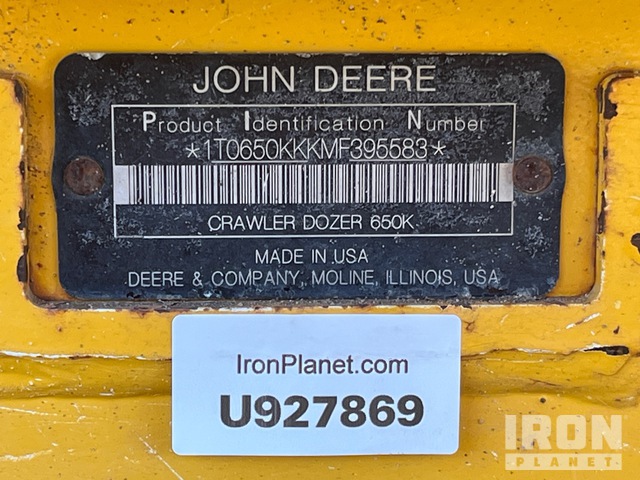 JOHN DEERE
Product Identification Number
*1T0650KKKMF395583*
CRAWLER DOZER 650K
MADE IN USA
DEERE & COMPANY, MOLINE, ILLINOIS, USA
IronPlanet.com
U927869
IRON
PLANET